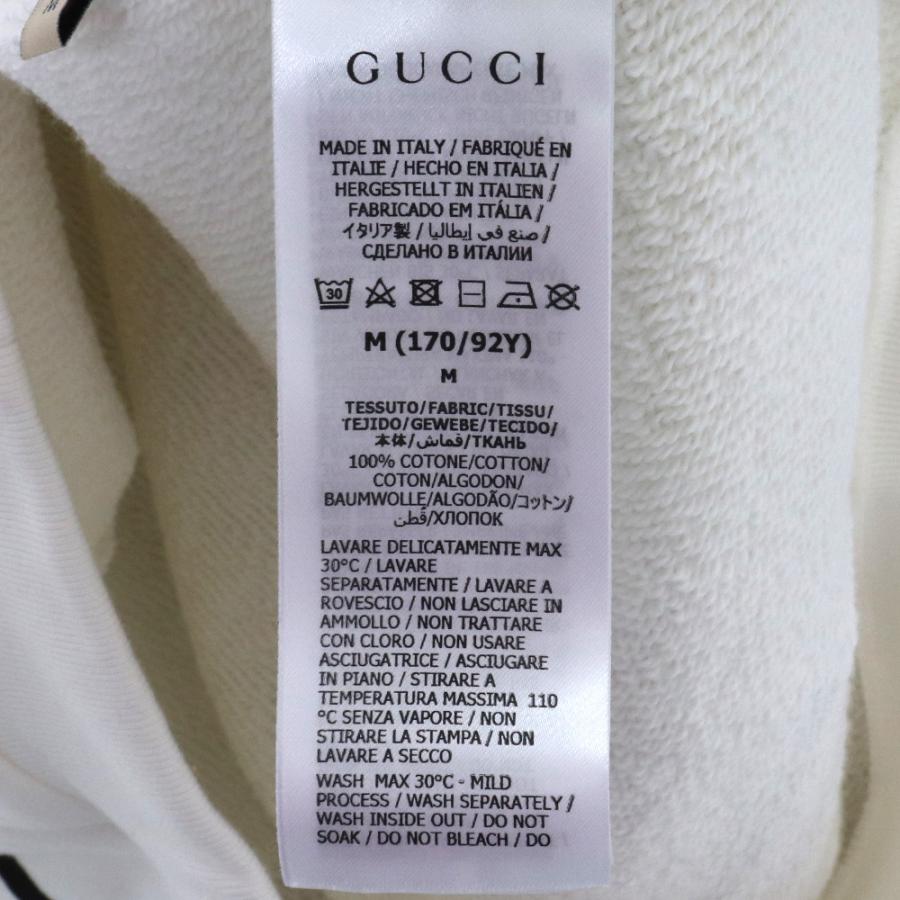 GUCCI
MADE IN ITALY / FABRIQUÉ EN
ITALIE / HECHO EN ITALIA /
HERGESTELLT IN ITALIEN /
FABRICADO EM ITÁLIA /
イタリア製 / صنع في إيطاليا /
СДЕЛАНО В ИТАЛИИ
30
M (170/92Y)
M
TESSUTO/FABRIC/TISSU/
TEJIDO/GEWEBE/TECIDO/
本体/قماش/ТКАНЬ
100% COTONE/COTTON/
COTON/ALGODON/
BAUMWOLLE/ALGODÃO/コットン/
قُطن/ХЛОПОК
LAVARE DELICATAMENTE MAX
30°C / LAVARE
SEPARATAMENTE / LAVARE A
ROVESCIO / NON LASCIARE IN
AMMOLLO / NON TRATTARE
CON CLORO / NON USARE
ASCIUGATRICE / ASCIUGARE
IN PIANO / STIRARE A
TEMPERATURA MASSIMA 110
°C SENZA VAPORE / NON
STIRARE LA STAMPA / NON
LAVARE A SECCO
WASH MAX 30°C - MILD
PROCESS / WASH SEPARATELY /
WASH INSIDE OUT / DO NOT
SOAK / DO NOT BLEACH / DO